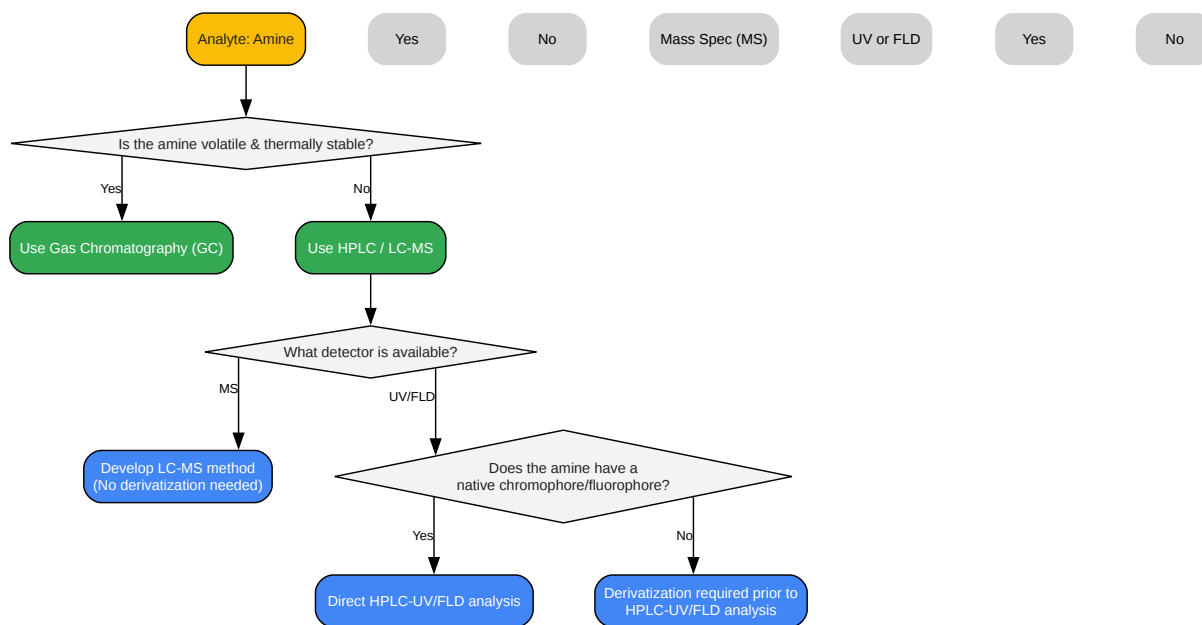 Analyte: Amine
Yes
No
Mass Spec (MS)
UV or FLD
Yes
No
Is the amine volatile & thermally stable?
Yes
No
Use Gas Chromatography (GC)
Use HPLC / LC-MS
What detector is available?
MS
UV/FLD
Develop LC-MS method
(No derivatization needed)
Does the amine have a
native chromophore/fluorophore?
Yes
No
Direct HPLC-UV/FLD analysis
Derivatization required prior to
HPLC-UV/FLD analysis